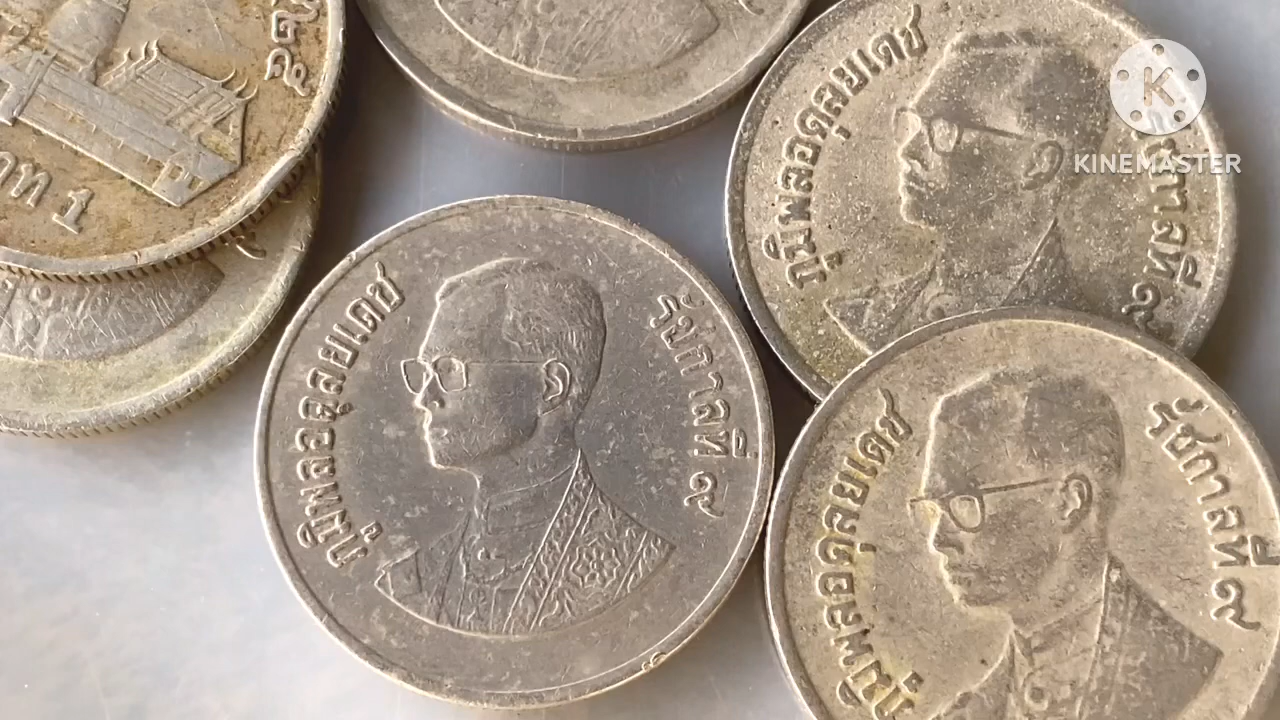 บาท 1
ภูมิพลอดุลยเดช
รัชกาลที่ ๙
ภูมิพลอดุลยเดช
รัชกาลที่ ๙
ภูมิพลอดุลยเดช
รัชกาลที่ ๙
K
KINEMASTER